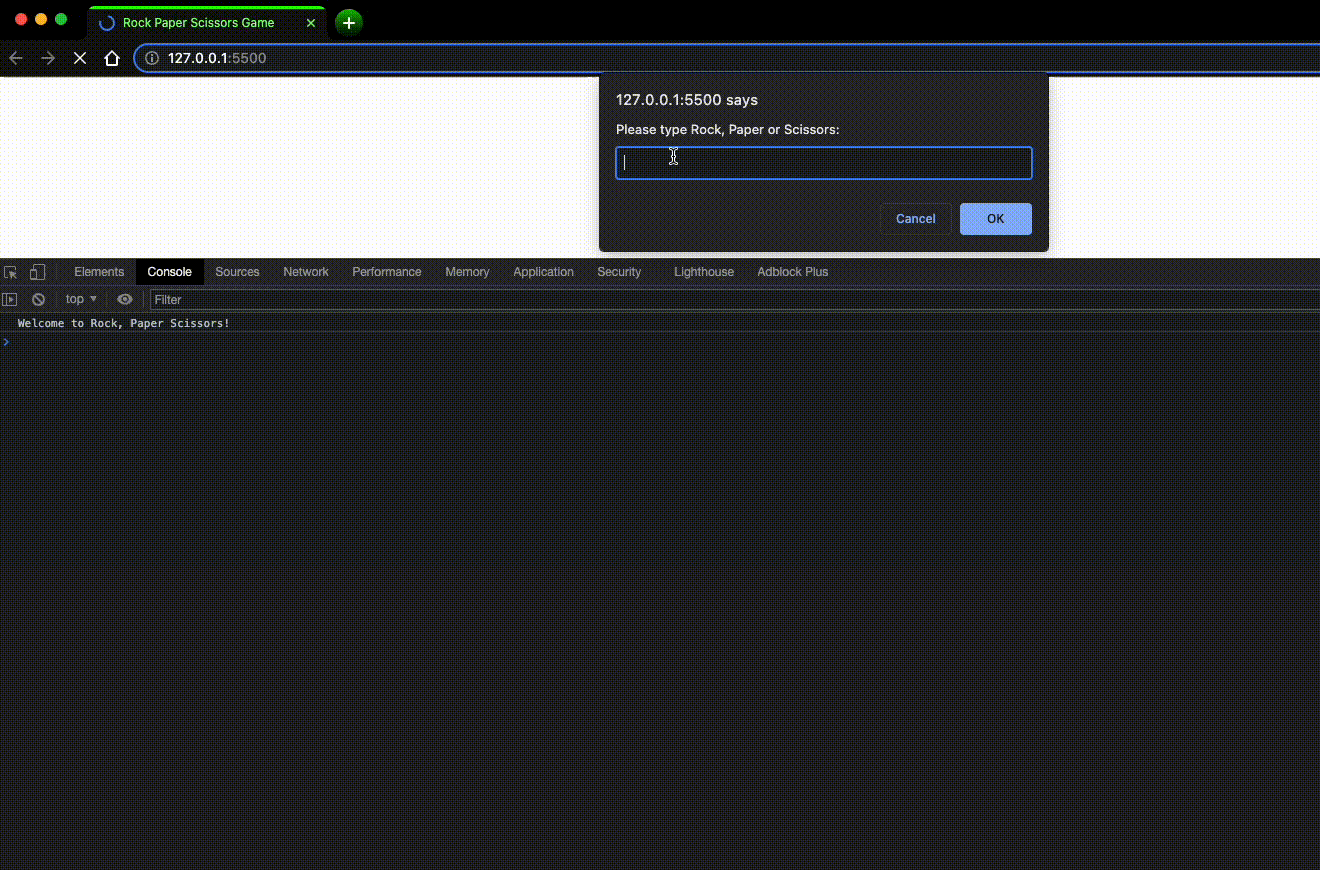 Rock Paper Scissors Game
127.0.0.1:5500
127.0.0.1:5500 says
Please type Rock, Paper or Scissors:
Cancel OK
Elements Console Sources Network Performance Memory Application Security Lighthouse Adblock Plus
top Filter
Welcome to Rock, Paper Scissors!